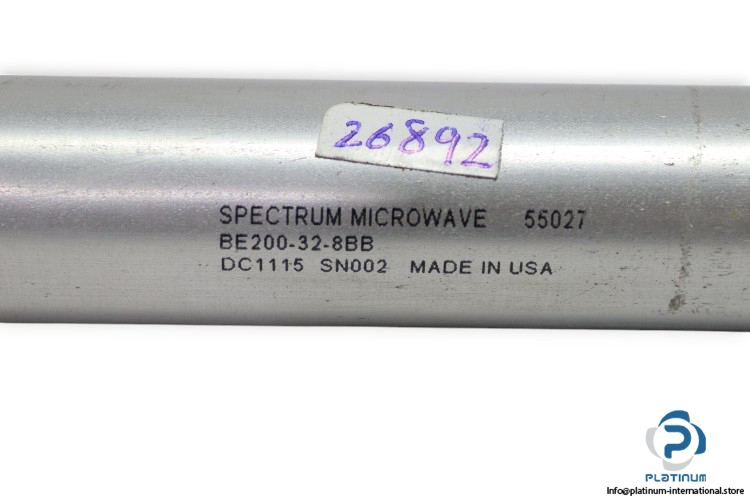 26892
SPECTRUM MICROWAVE 55027
BE200-32-8BB
DC1115 SN002 MADE IN USA
PLATINUM
Info@platinum-international.store